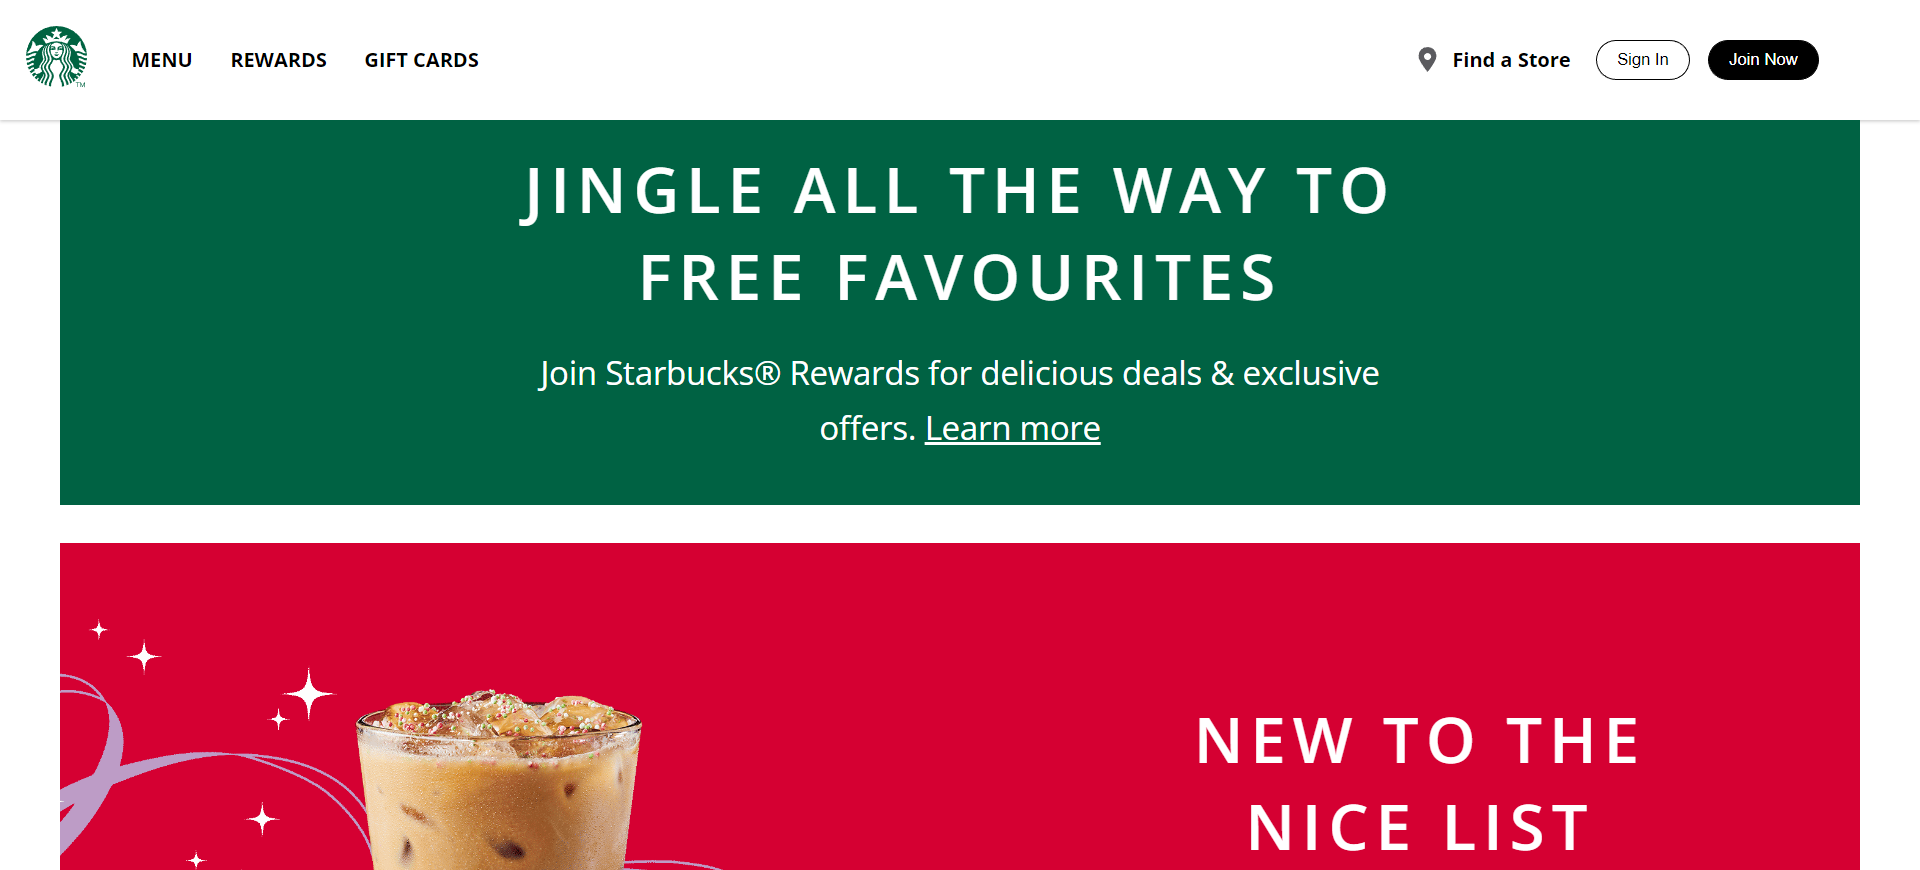 MENU REWARDS GIFT CARDS Find a Store Sign In Join Now
TM
JINGLE ALL THE WAY TO
FREE FAVOURITES
Join Starbucks® Rewards for delicious deals & exclusive
offers. Learn more
NEW TO THE
NICE LIST